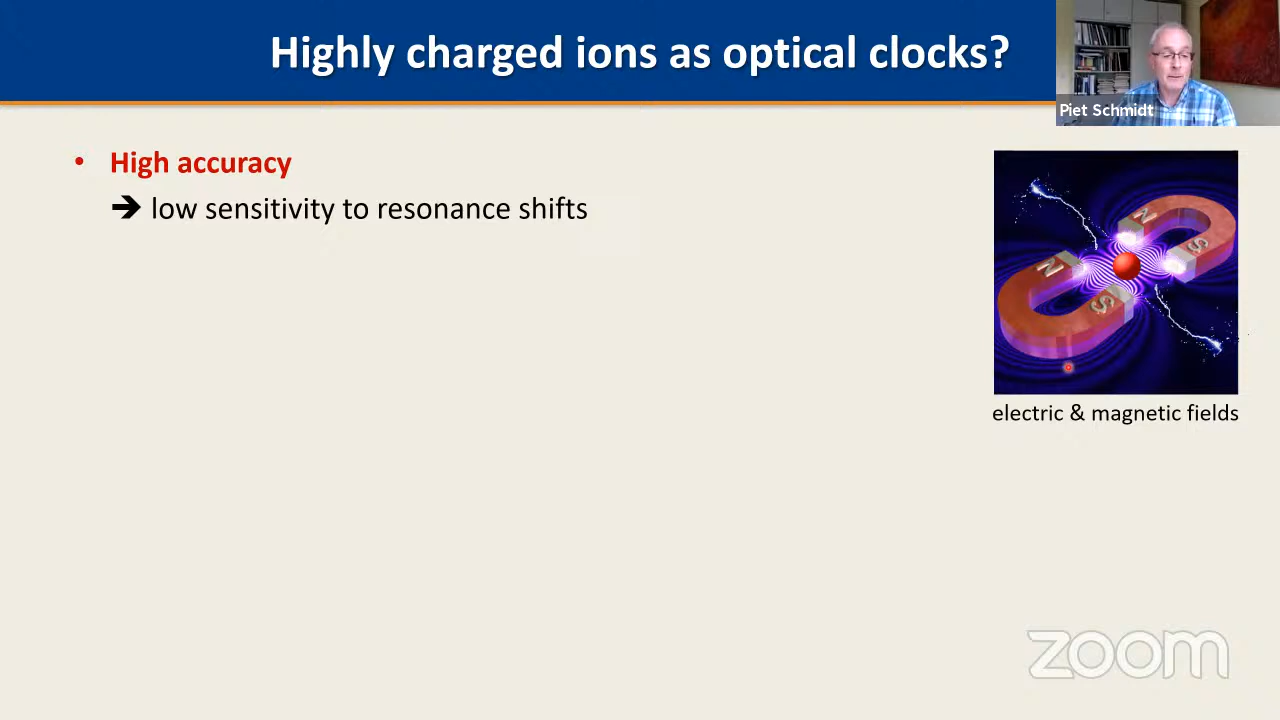 Highly charged ions as optical clocks?
Piet Schmidt
• High accuracy
➔ low sensitivity to resonance shifts
N
S
N
S
electric & magnetic fields
zoom